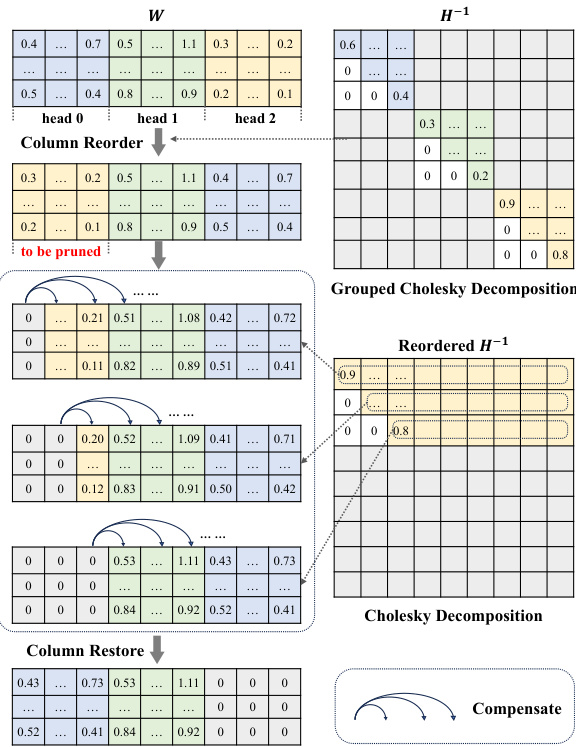 W
0.4 … 0.7 0.5 … 1.1 0.3 … 0.2
… … …
0.5 … 0.4 0.8 … 0.9 0.2 … 0.1
head 0 head 1 head 2
Column Reorder
0.3 … 0.2 0.5 … 1.1 0.4 … 0.7
… … …
0.2 … 0.1 0.8 … 0.9 0.5 … 0.4
to be pruned
… …
0 … 0.21 0.51 … 1.08 0.42 … 0.72
0 … … …
0 … 0.11 0.82 … 0.89 0.51 … 0.41
… …
0 0 0.20 0.52 … 1.09 0.41 … 0.71
0 0 … … …
0 0 0.12 0.83 … 0.91 0.50 … 0.42
… …
0 0 0 0.53 … 1.11 0.43 … 0.73
0 0 0 … …
0 0 0 0.84 … 0.92 0.52 … 0.41
Column Restore
0.43 … 0.73 0.53 … 1.11 0 0 0
… … 0 0 0
0.52 … 0.41 0.84 … 0.92 0 0 0
H⁻¹
0.6 … …
0 … …
0 0 0.4
0.3 … …
0 … …
0 0 0.2
0.9 … …
0 … …
0 0 0.8
Grouped Cholesky Decomposition
Reordered H⁻¹
0.9 … …
0 … …
0 0 0.8
Cholesky Decomposition
Compensate